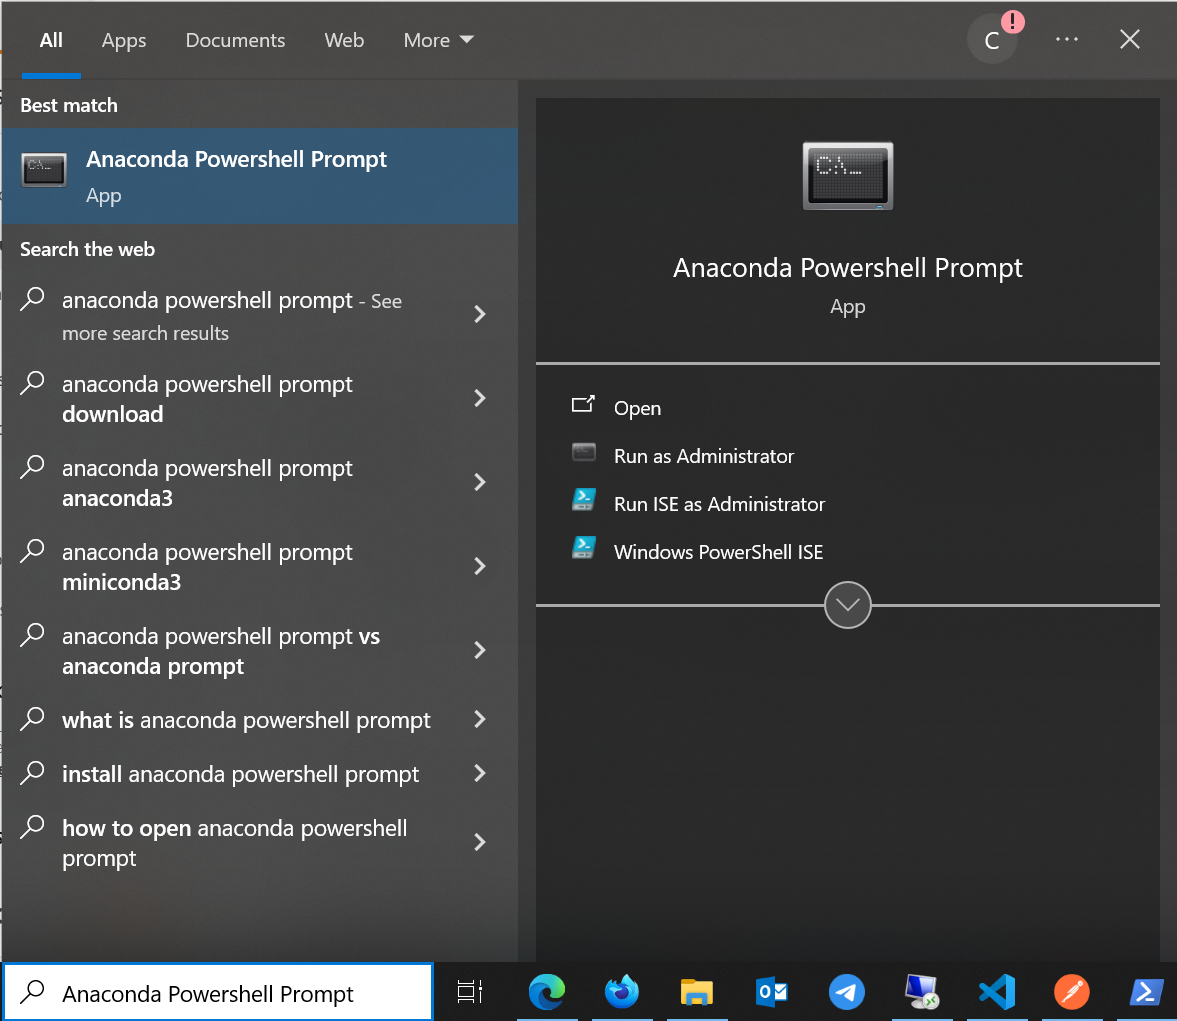 All Apps Documents Web More C !
Best match
Anaconda Powershell Prompt
App
Search the web
anaconda powershell prompt - See
more search results
anaconda powershell prompt
download
anaconda powershell prompt
anaconda3
anaconda powershell prompt
miniconda3
anaconda powershell prompt vs
anaconda prompt
what is anaconda powershell prompt
install anaconda powershell prompt
how to open anaconda powershell
prompt
C:\_
Anaconda Powershell Prompt
App
Open
Run as Administrator
Run ISE as Administrator
Windows PowerShell ISE
Anaconda Powershell Prompt